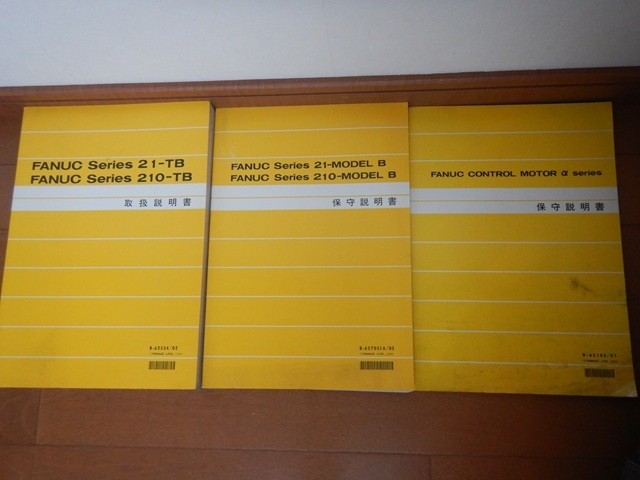 FANUC Series 21-TB
FANUC Series 210-TB
取扱説明書
FANUC Series 21-MODEL B
FANUC Series 210-MODEL B
保守説明書
FANUC CONTROL MOTOR α series
保守説明書